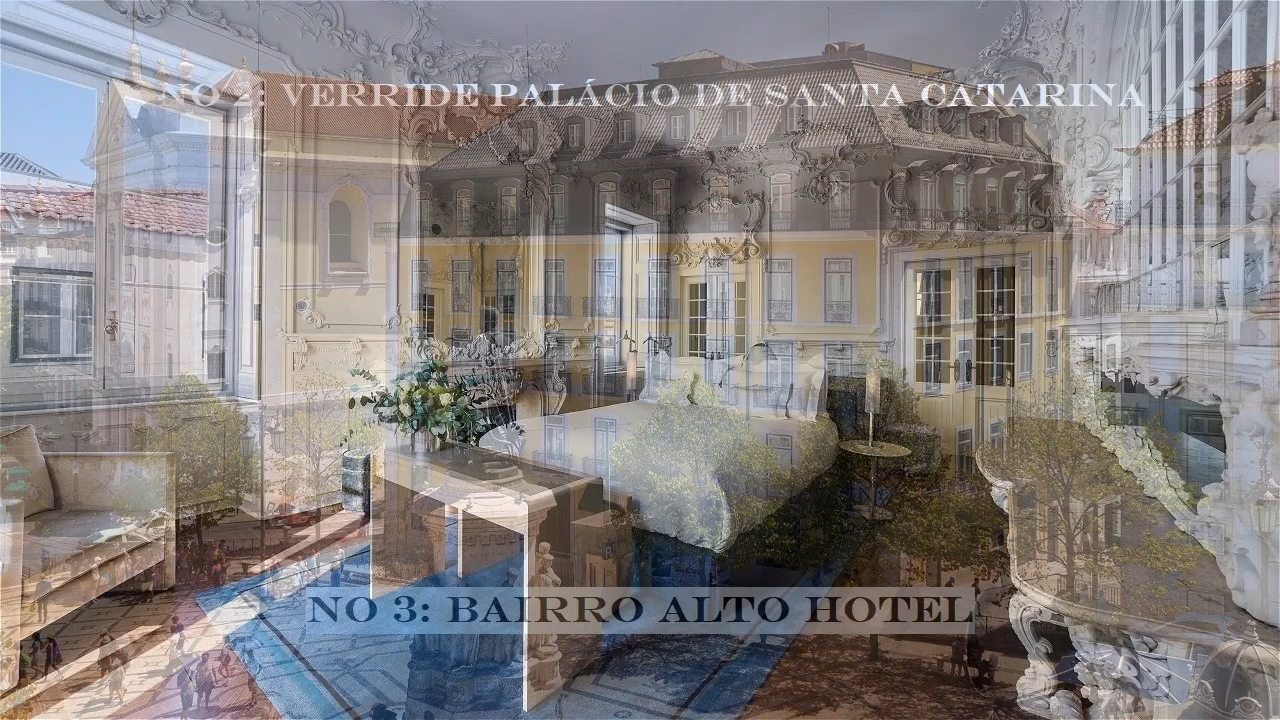 NO 2: VERRIDE PALÁCIO DE SANTA CATARINA
NO 3: BAIRRO ALTO HOTEL